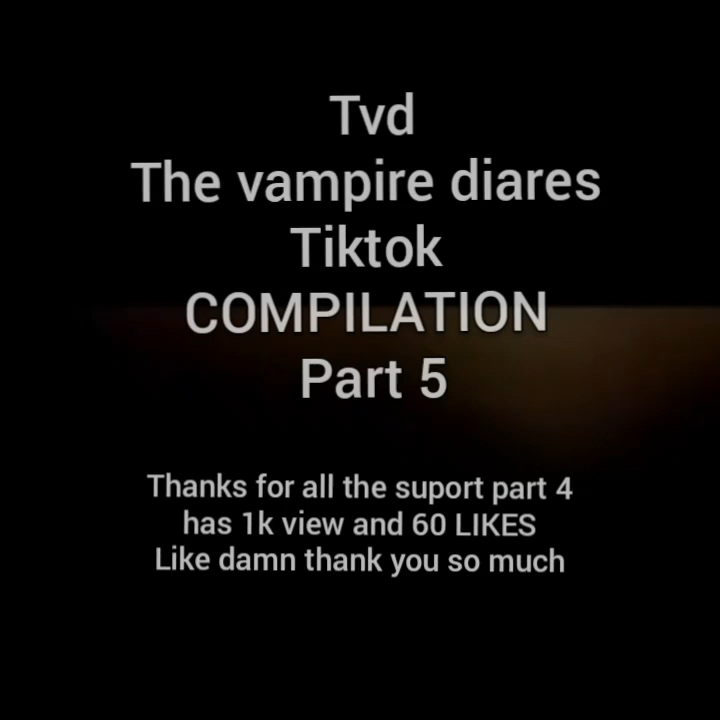 Tvd
The vampire diares
Tiktok
COMPILATION
Part 5
Thanks for all the suport part 4
has 1k view and 60 LIKES
Like damn thank you so much